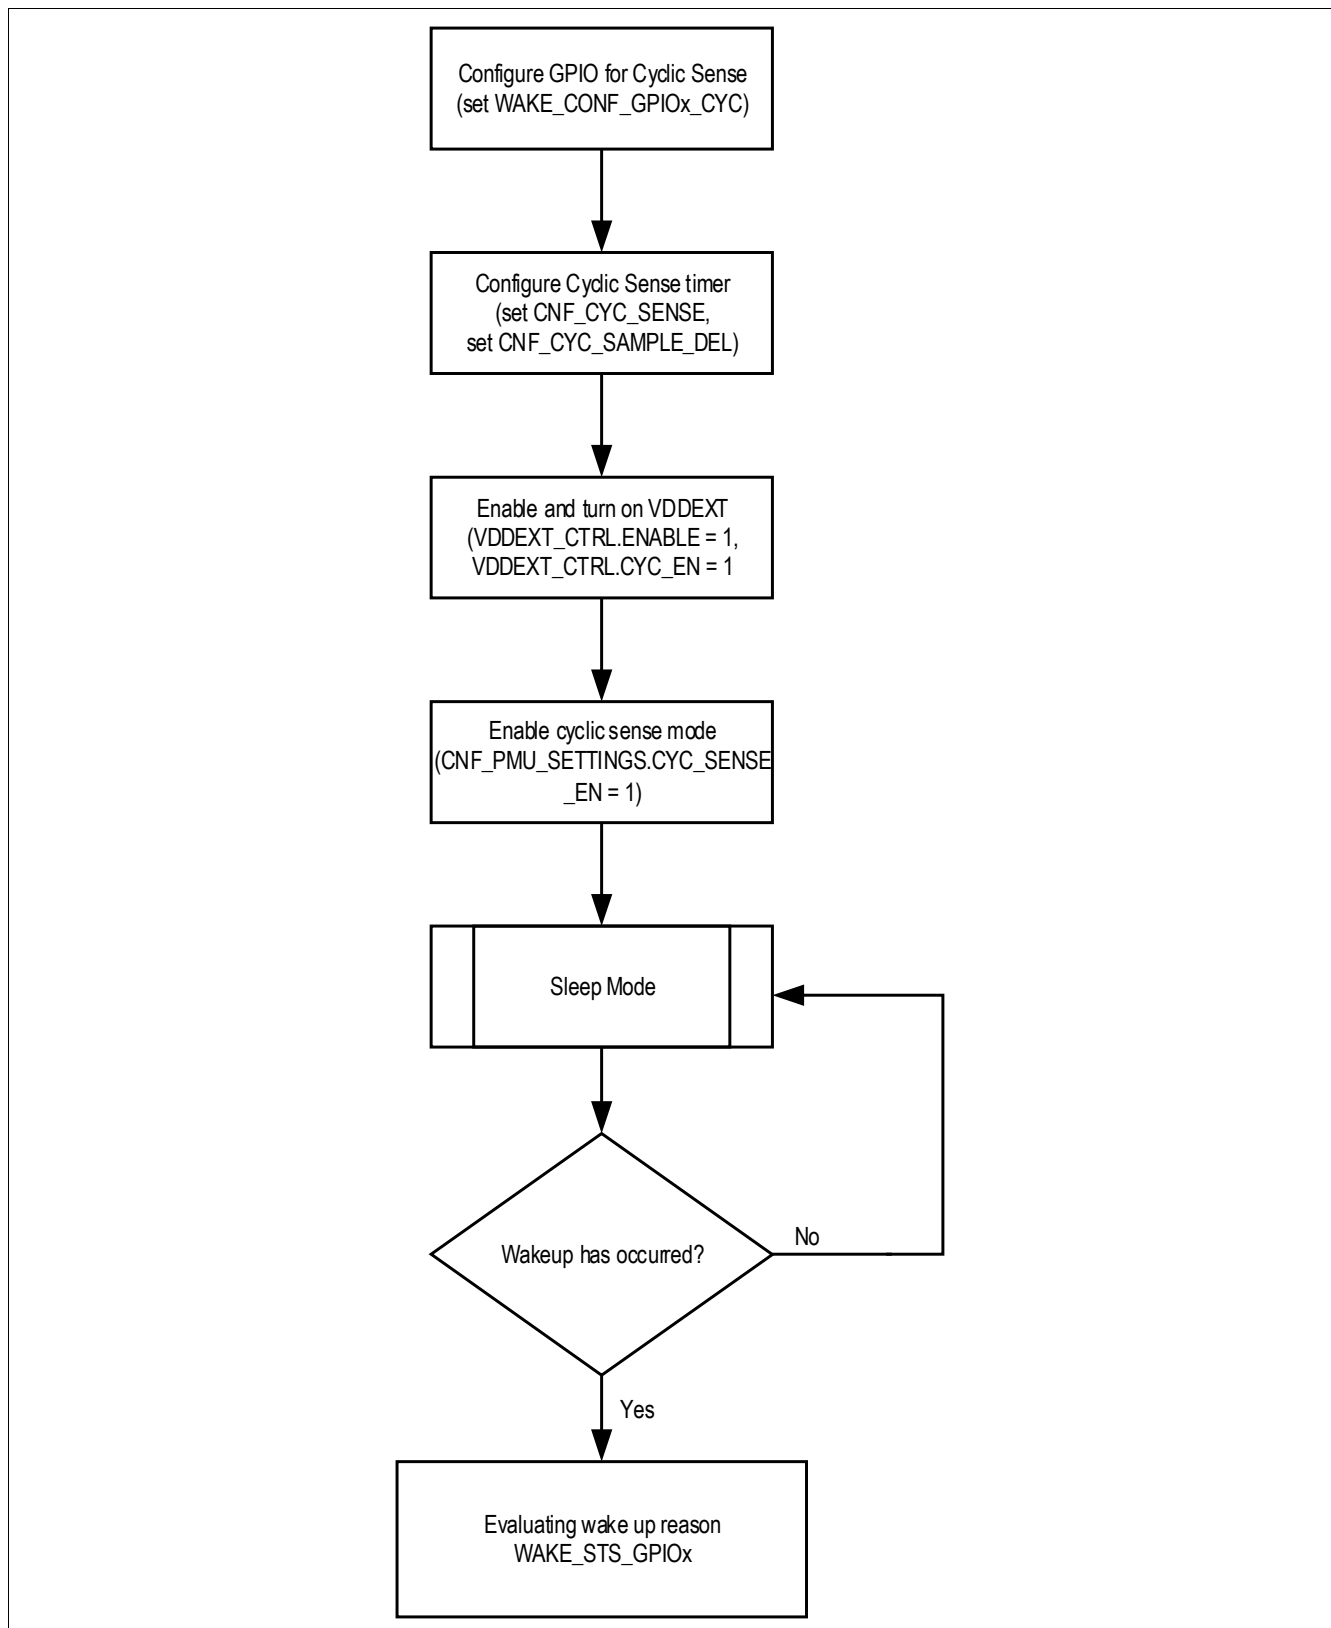 Configure GPIO for Cyclic Sense
(set WAKE_CONF_GPIOx_CYC)
Configure Cyclic Sense timer
(set CNF_CYC_SENSE,
set CNF_CYC_SAMPLE_DEL)
Enable and turn on VDDEXT
(VDDEXT_CTRL.ENABLE = 1,
VDDEXT_CTRL.CYC_EN = 1
Enable cyclic sense mode
(CNF_PMU_SETTINGS.CYC_SENSE
_EN = 1)
Sleep Mode
Wakeup has occurred?
No
Yes
Evaluating wake up reason
WAKE_STS_GPIOx